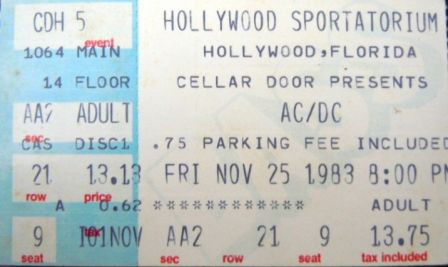 CDH 5 HOLLYWOOD SPORTATORIUM
event
1064 MAIN HOLLYWOOD, FLORIDA
14 FLOOR CELLAR DOOR PRESENTS
AA2 ADULT AC/DC
sec
CAS DISC1 .75 PARKING FEE INCLUDED
21 13.13 FRI NOV 25 1983 8:00 PM
row price
A 0.62 ************ ADULT
tax
9 101NOV AA2 21 9 13.75
seat sec row seat tax included